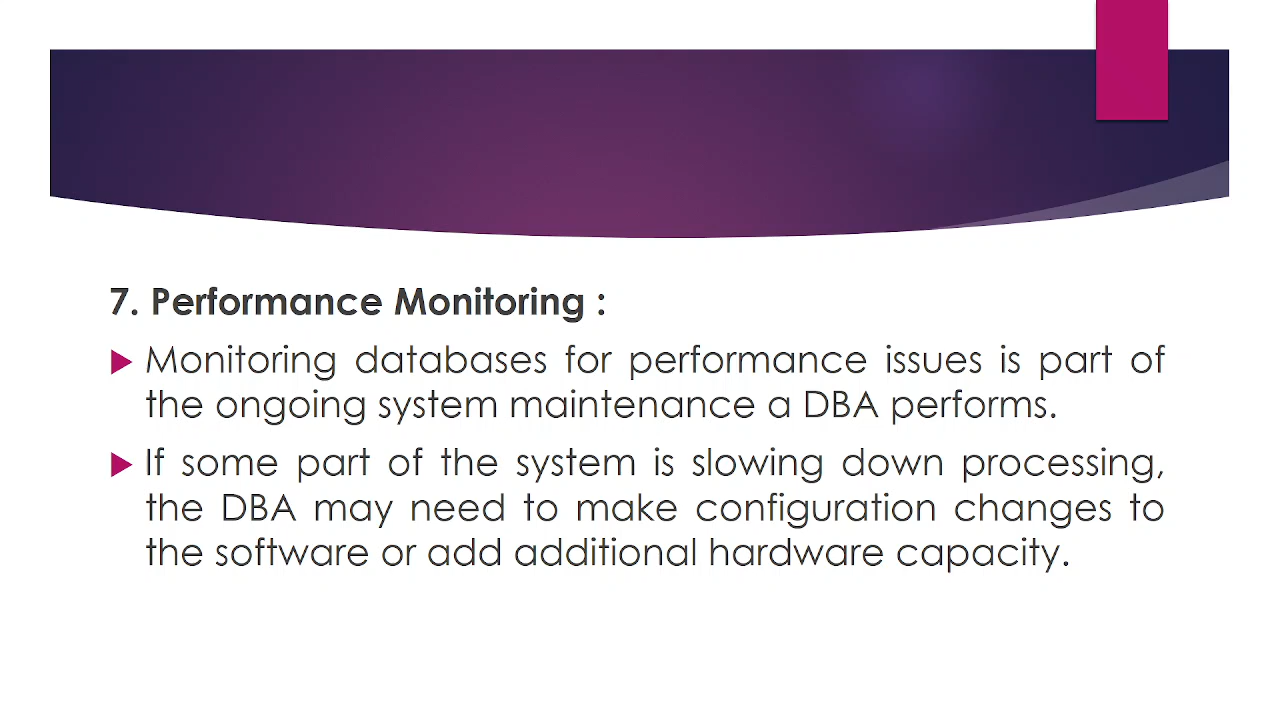 7. Performance Monitoring :
Monitoring databases for performance issues is part of
the ongoing system maintenance a DBA performs.
If some part of the system is slowing down processing,
the DBA may need to make configuration changes to
the software or add additional hardware capacity.